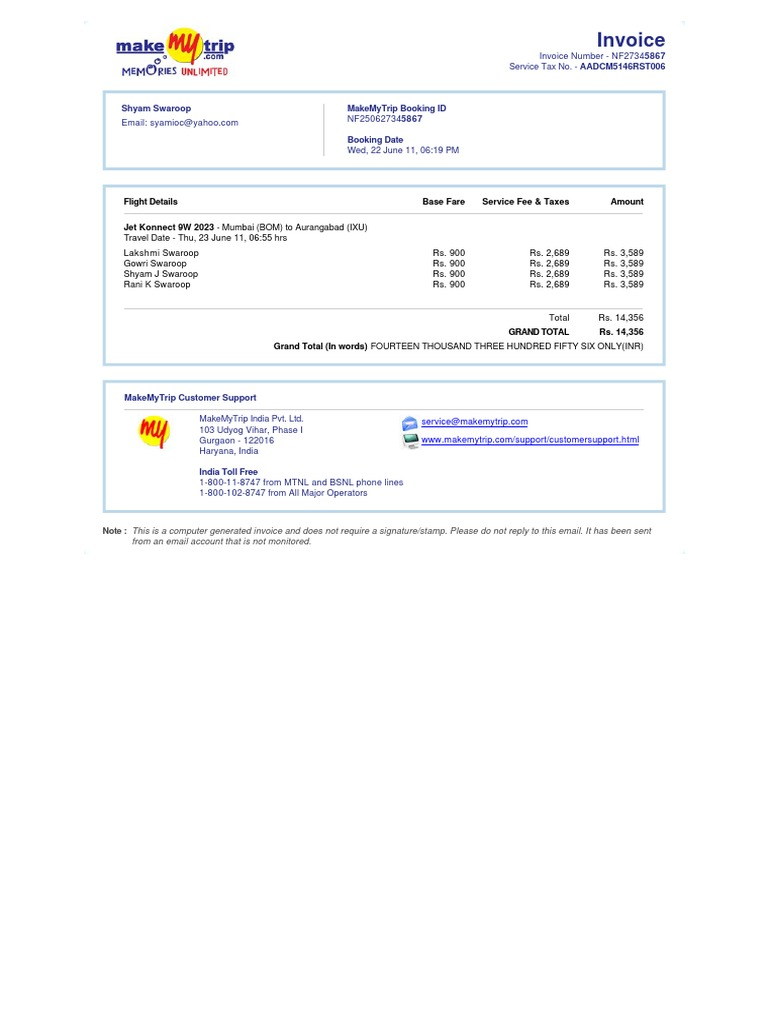 make my trip
.com
MEMORIES UNLIMITED
Invoice
Invoice Number - NF27345867
Service Tax No. - AADCM5146RST006
Shyam Swaroop
Email: syamioc@yahoo.com
MakeMyTrip Booking ID
NF250627345867
Booking Date
Wed, 22 June 11, 06:19 PM
Flight Details Base Fare Service Fee & Taxes Amount
Jet Konnect 9W 2023 - Mumbai (BOM) to Aurangabad (IXU)
Travel Date - Thu, 23 June 11, 06:55 hrs
Lakshmi Swaroop Rs. 900 Rs. 2,689 Rs. 3,589
Gowri Swaroop Rs. 900 Rs. 2,689 Rs. 3,589
Shyam J Swaroop Rs. 900 Rs. 2,689 Rs. 3,589
Rani K Swaroop Rs. 900 Rs. 2,689 Rs. 3,589
Total Rs. 14,356
GRAND TOTAL Rs. 14,356
Grand Total (In words) FOURTEEN THOUSAND THREE HUNDRED FIFTY SIX ONLY(INR)
MakeMyTrip Customer Support
my
MakeMyTrip India Pvt. Ltd.
103 Udyog Vihar, Phase I
Gurgaon - 122016
Haryana, India
India Toll Free
1-800-11-8747 from MTNL and BSNL phone lines
1-800-102-8747 from All Major Operators
service@makemytrip.com
www.makemytrip.com/support/customersupport.html
Note : This is a computer generated invoice and does not require a signature/stamp. Please do not reply to this email. It has been sent
from an email account that is not monitored.